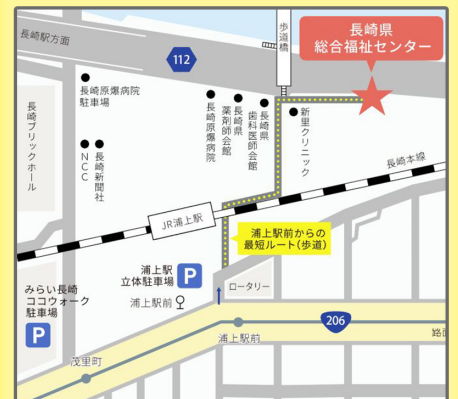 長崎駅方面
112
歩道橋
長崎県
総合福祉センター
長崎原爆病院
駐車場
長崎原爆病院
長崎県
薬剤師会館
長崎県
歯科医師会館
新里クリニック
長崎ブリックホール
NCC
長崎新聞社
長崎本線
JR浦上駅
浦上駅前からの
最短ルート(歩道)
浦上駅
立体駐車場
P
浦上駅前
ロータリー
みらい長崎
ココウォーク
駐車場
P
206
浦上駅前
茂里町
路面